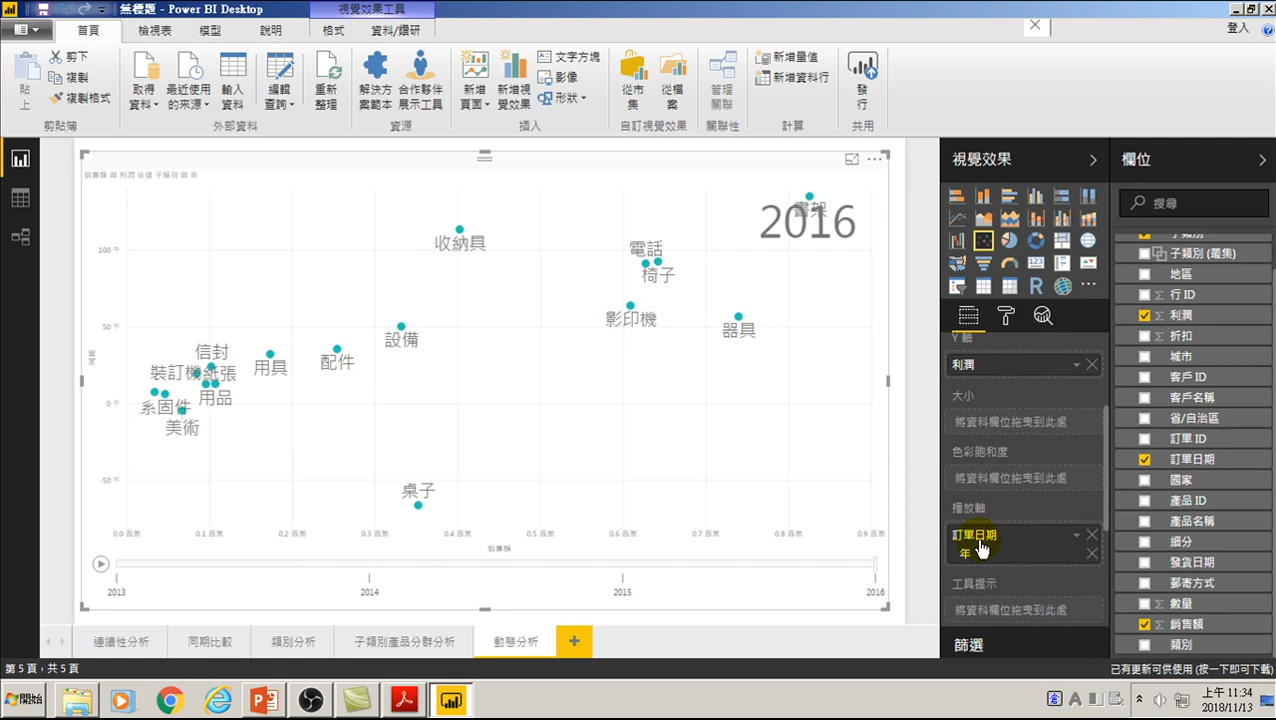 無標題 - Power BI Desktop
視覺效果工具
首頁
檢視表
模型
說明
格式
資料/鑽研
登入
貼上
剪下
複製
複製格式
剪貼簿
取得資料
最近使用的來源
輸入資料
編輯查詢
重新整理
外部資料
解決方案範本
合作夥伴展示工具
資源
新增頁面
新增視覺效果
文字方塊
影像
形狀
插入
從市集
從檔案
自訂視覺效果
管理關聯
關聯性
新增量值
新增資料行
計算
發行
共用
銷售額 與 利潤 依據 子類別 與 年
2016
書架
收納具
電話
椅子
影印機
器具
設備
配件
用具
信封
裝訂機
紙張
用品
系固件
美術
桌子
100 千
50 千
0 千
-50 千
利潤
0.0 百萬
0.1 百萬
0.2 百萬
0.3 百萬
0.4 百萬
0.5 百萬
0.6 百萬
0.7 百萬
0.8 百萬
0.9 百萬
銷售額
2013
2014
2015
2016
連續性分析
同期比較
類別分析
子類別產品分群分析
動態分析
視覺效果
Y 軸
利潤
大小
將資料欄位拖曳到此處
色彩飽和度
將資料欄位拖曳到此處
播放軸
訂單日期
年
工具提示
將資料欄位拖曳到此處
篩選
欄位
搜尋
子類別
子類別 (叢集)
地區
行 ID
利潤
折扣
城市
客戶 ID
客戶名稱
省/自治區
訂單 ID
訂單日期
國家
產品 ID
產品名稱
細分
發貨日期
郵寄方式
數量
銷售額
類別
第 5 頁，共 5 頁
已有更新可供使用 (按一下即可下載)
開始
上午 11:34
2018/11/13